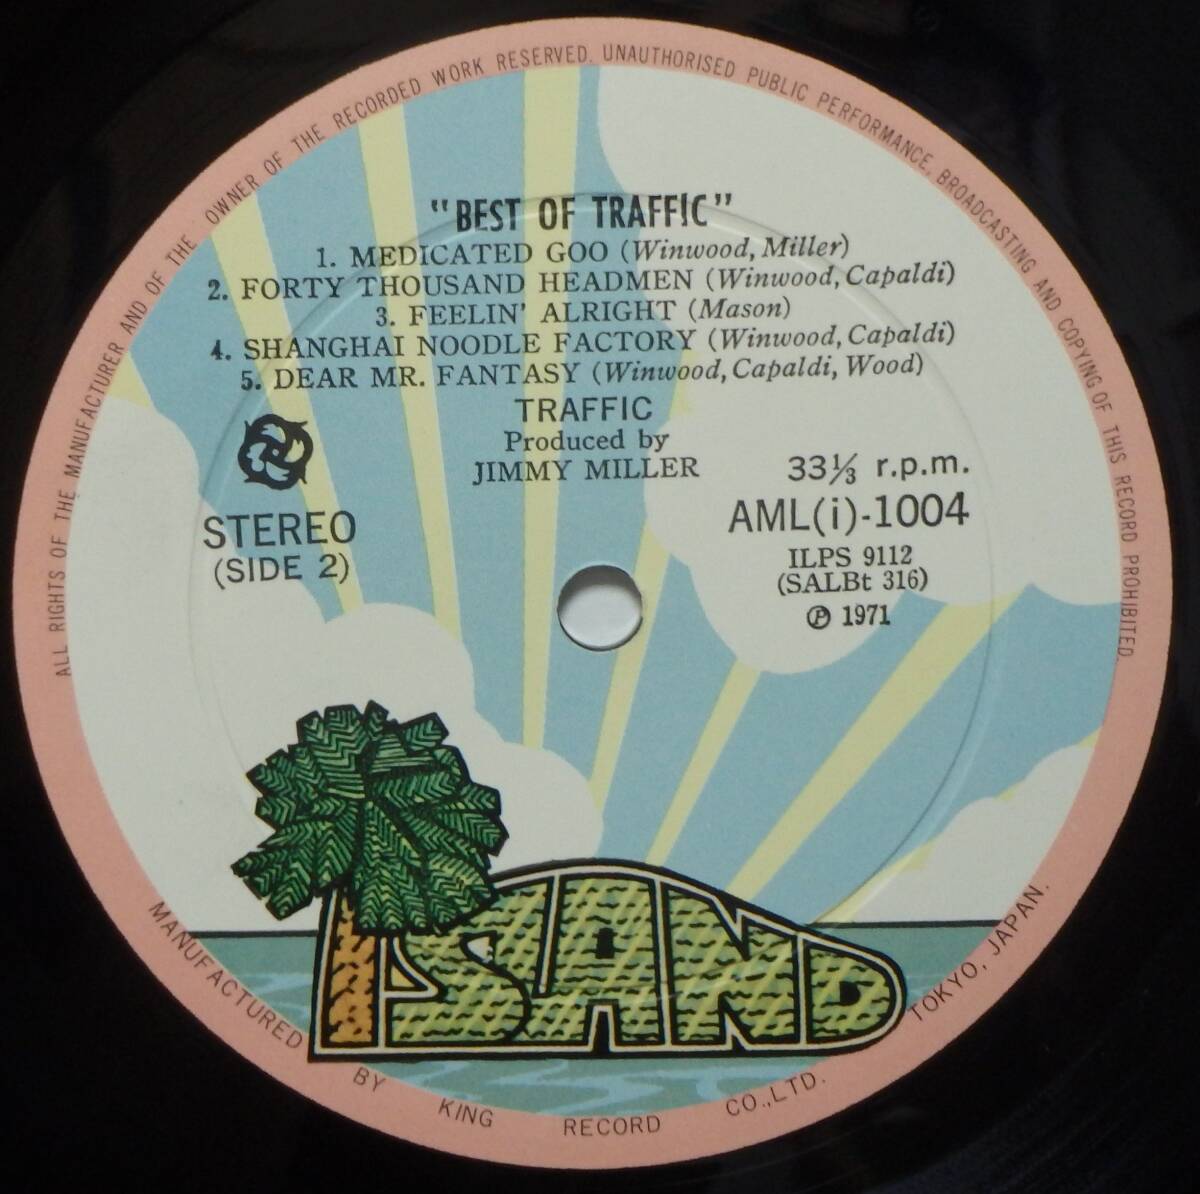 ALL RIGHTS OF THE MANUFACTURER AND OF THE OWNER OF THE RECORDED WORK RESERVED. UNAUTHORISED PUBLIC PERFORMANCE, BROADCASTING AND COPYING OF THIS RECORD PROHIBITED.
"BEST OF TRAFFIC"
1. MEDICATED GOO (Winwood, Miller)
2. FORTY THOUSAND HEADMEN (Winwood, Capaldi)
3. FEELIN' ALRIGHT (Mason)
4. SHANGHAI NOODLE FACTORY (Winwood, Capaldi)
5. DEAR MR. FANTASY (Winwood, Capaldi, Wood)
TRAFFIC
Produced by
JIMMY MILLER
STEREO
(SIDE 2)
33⅓ r.p.m.
AML(i)-1004
ILPS 9112
(SALBt 316)
℗ 1971
ISLAND
MANUFACTURED BY KING RECORD CO.,LTD. TOKYO, JAPAN.